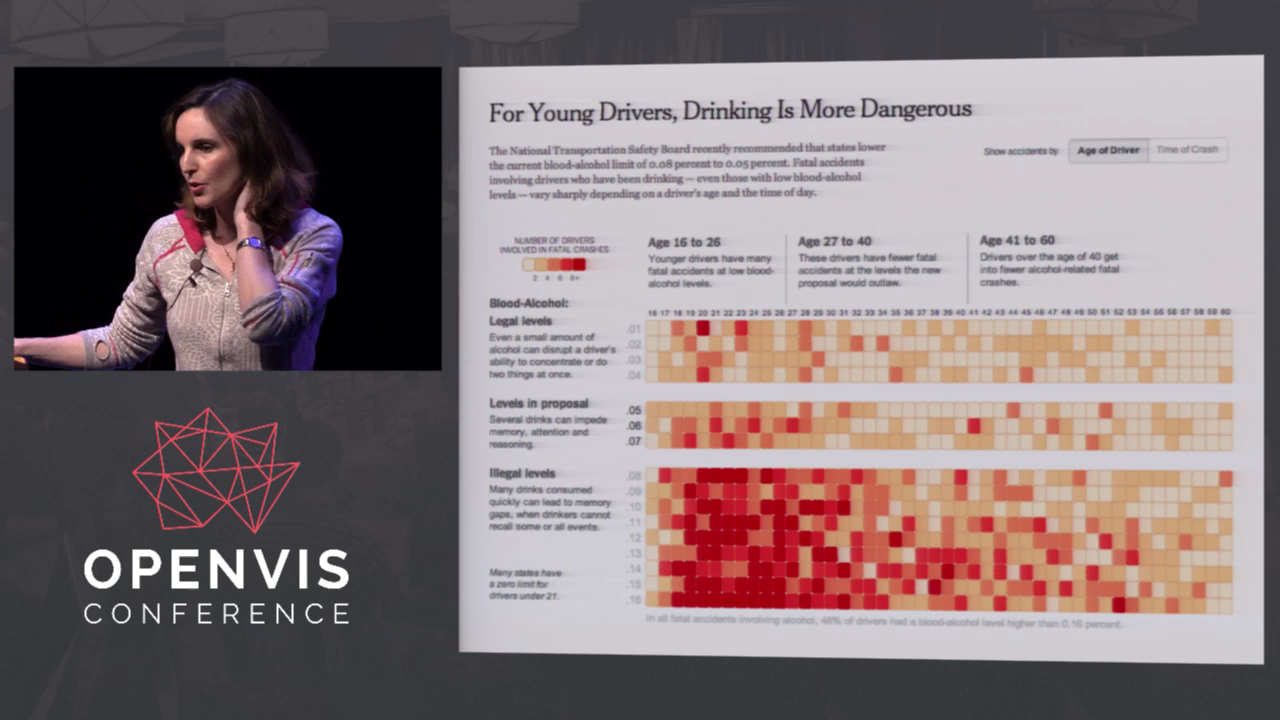 For Young Drivers, Drinking Is More Dangerous
The National Transportation Safety Board recently recommended that states lower
the current blood-alcohol limit of 0.08 percent to 0.05 percent. Fatal accidents
involving drivers who have been drinking — even those with low blood-alcohol
levels — vary sharply depending on a driver's age and the time of day.
Show accidents by Age of Driver Time of Crash
NUMBER OF DRIVERS
INVOLVED IN FATAL CRASHES
2 4 6 8+
Age 16 to 26
Younger drivers have many
fatal accidents at low blood-
alcohol levels.
Age 27 to 40
These drivers have fewer fatal
accidents at the levels the new
proposal would outlaw.
Age 41 to 60
Drivers over the age of 40 get
into fewer alcohol-related fatal
crashes.
16 17 18 19 20 21 22 23 24 25 26 27 28 29 30 31 32 33 34 35 36 37 38 39 40 41 42 43 44 45 46 47 48 49 50 51 52 53 54 55 56 57 58 59 60
Blood-Alcohol:
Legal levels
Even a small amount of
alcohol can disrupt a driver's
ability to concentrate or do
two things at once.
.01
.02
.03
.04
Levels in proposal
Several drinks can impede
memory, attention and
reasoning.
.05
.06
.07
Illegal levels
Many drinks consumed
quickly can lead to memory
gaps, when drinkers cannot
recall some or all events.
Many states have
a zero limit for
drivers under 21.
.08
.09
.10
.11
.12
.13
.14
.15
.16
In all fatal accidents involving alcohol, 48% of drivers had a blood-alcohol level higher than 0.16 percent.
OPENVIS
CONFERENCE